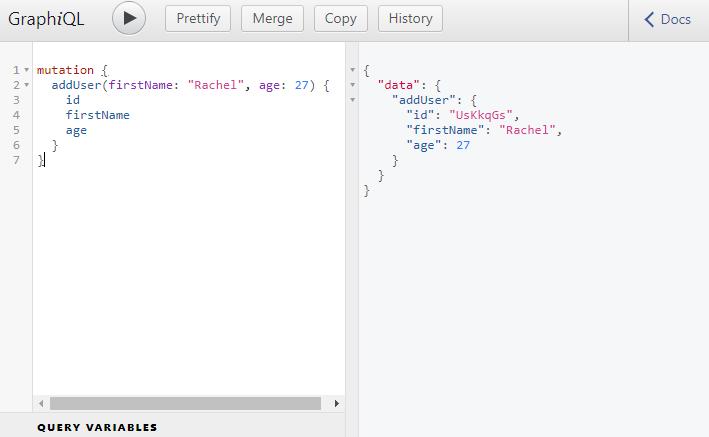 GraphiQL
Prettify
Merge
Copy
History
Docs
1 mutation {
2 addUser(firstName: "Rachel", age: 27) {
3 id
4 firstName
5 age
6 }
7 }
{
"data": {
"addUser": {
"id": "UsKkqGs",
"firstName": "Rachel",
"age": 27
}
}
}
QUERY VARIABLES